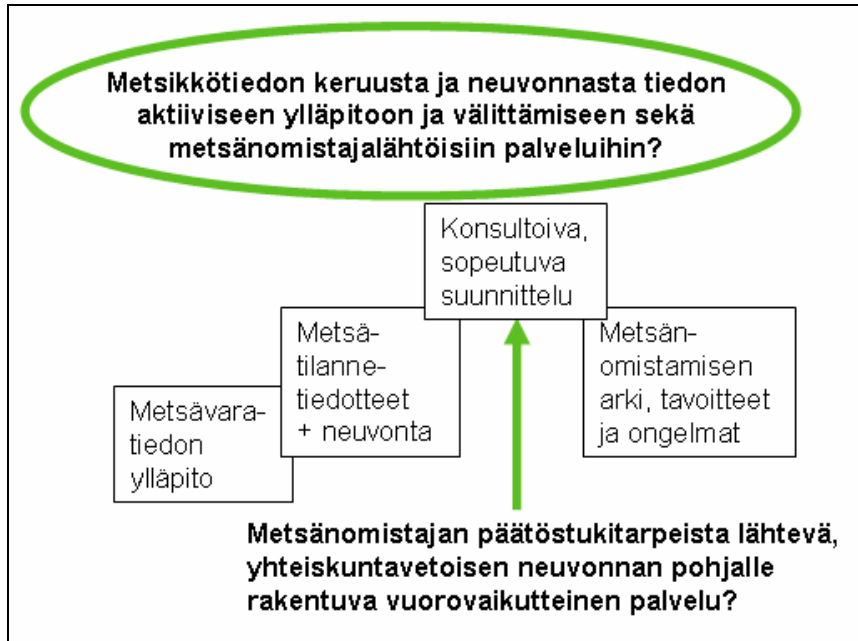 Metsikkötiedon keruusta ja neuvonnasta tiedon
aktiiviseen ylläpitoon ja välittämiseen sekä
metsänomistajalähtöisiin palveluihin?
Konsultoiva,
sopeutuva
suunnittelu
Metsä-
tilanne-
tiedotteet
+ neuvonta
Metsän-
omistamisen
arki, tavoitteet
ja ongelmat
Metsävara-
tiedon
ylläpito
Metsänomistajan päätöstukitarpeista lähtevä,
yhteiskuntavetoisen neuvonnan pohjalle
rakentuva vuorovaikutteinen palvelu?